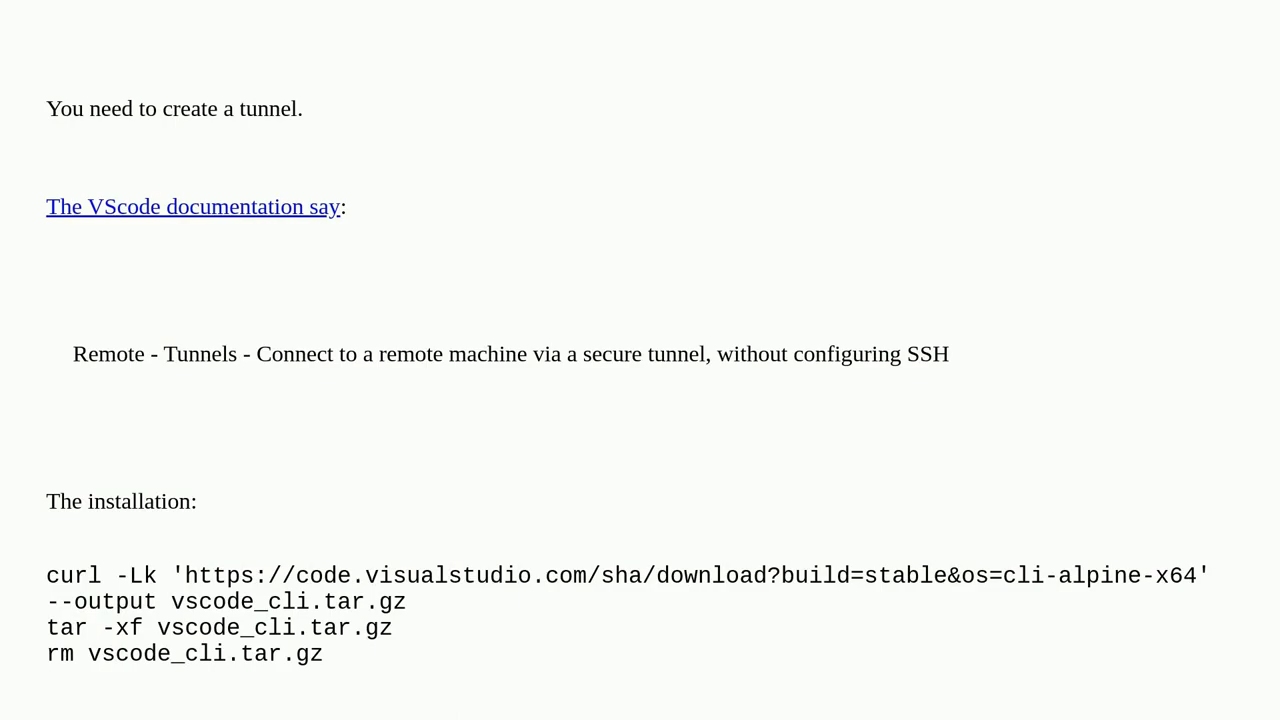 You need to create a tunnel.
The VScode documentation say:
Remote - Tunnels - Connect to a remote machine via a secure tunnel, without configuring SSH
The installation:
curl -Lk 'https://code.visualstudio.com/sha/download?build=stable&os=cli-alpine-x64'
--output vscode_cli.tar.gz
tar -xf vscode_cli.tar.gz
rm vscode_cli.tar.gz